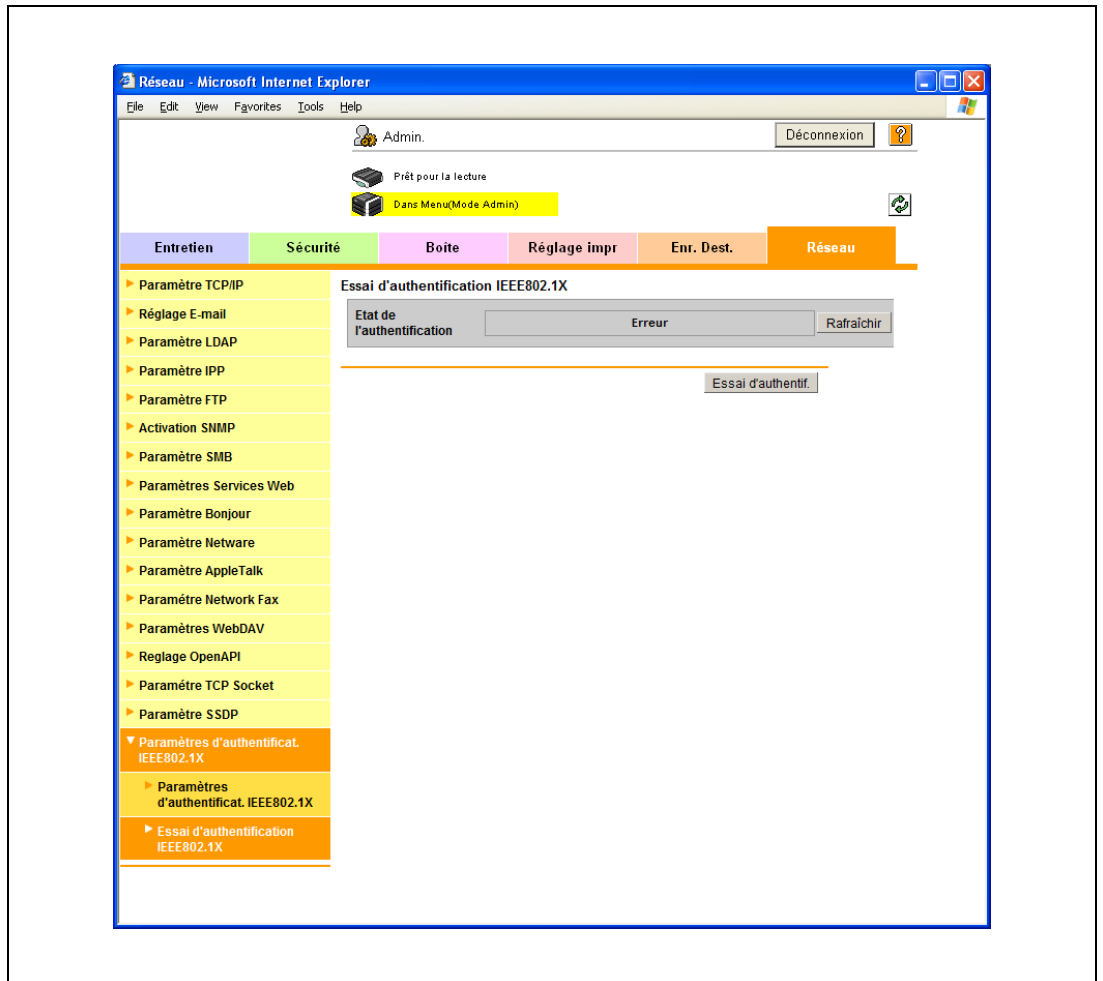 Réseau - Microsoft Internet Explorer
File Edit View Favorites Tools Help
Admin.
Déconnexion
?
Prêt pour la lecture
Dans Menu(Mode Admin)
Entretien Sécurité Boite Réglage impr Enr. Dest. Réseau
Paramètre TCP/IP
Réglage E-mail
Paramètre LDAP
Paramètre IPP
Paramètre FTP
Activation SNMP
Paramètre SMB
Paramètres Services Web
Paramètre Bonjour
Paramètre Netware
Paramètre AppleTalk
Paramétre Network Fax
Paramètres WebDAV
Reglage OpenAPI
Paramétre TCP Socket
Paramètre SSDP
Paramètres d'authentificat.
IEEE802.1X
Paramètres
d'authentificat. IEEE802.1X
Essai d'authentification
IEEE802.1X
Essai d'authentification IEEE802.1X
Etat de
l'authentification
Erreur
Rafraîchir
Essai d'authentif.